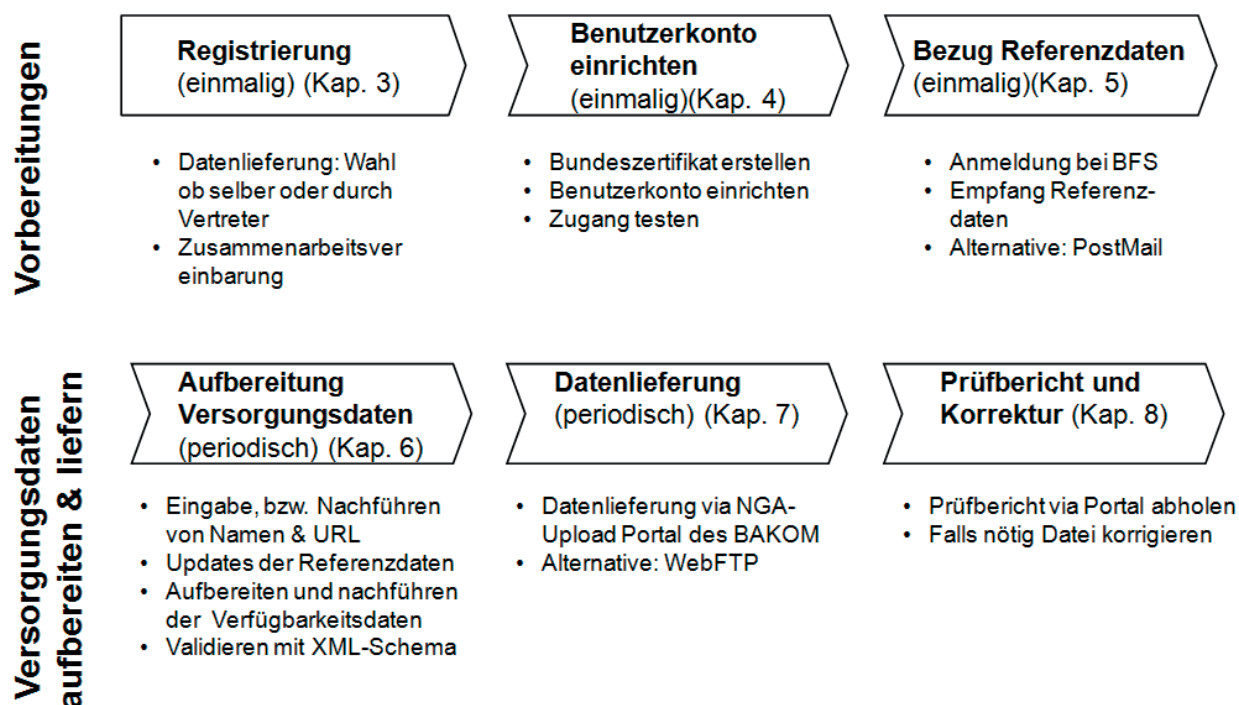 Vorbereitungen
Registrierung
(einmalig) (Kap. 3)
• Datenlieferung: Wahl
ob selber oder durch
Vertreter
• Zusammenarbeitsver
einbarung
Benutzerkonto
einrichten
(einmalig)(Kap. 4)
• Bundeszertifikat erstellen
• Benutzerkonto einrichten
• Zugang testen
Bezug Referenzdaten
(einmalig)(Kap. 5)
• Anmeldung bei BFS
• Empfang Referenz-
daten
• Alternative: PostMail
Versorgungsdaten
aufbereiten & liefern
Aufbereitung
Versorgungsdaten
(periodisch) (Kap. 6)
• Eingabe, bzw. Nachführen
von Namen & URL
• Updates der Referenzdaten
• Aufbereiten und nachführen
der Verfügbarkeitsdaten
• Validieren mit XML-Schema
Datenlieferung
(periodisch) (Kap. 7)
• Datenlieferung via NGA-
Upload Portal des BAKOM
• Alternative: WebFTP
Prüfbericht und
Korrektur (Kap. 8)
• Prüfbericht via Portal abholen
• Falls nötig Datei korrigieren